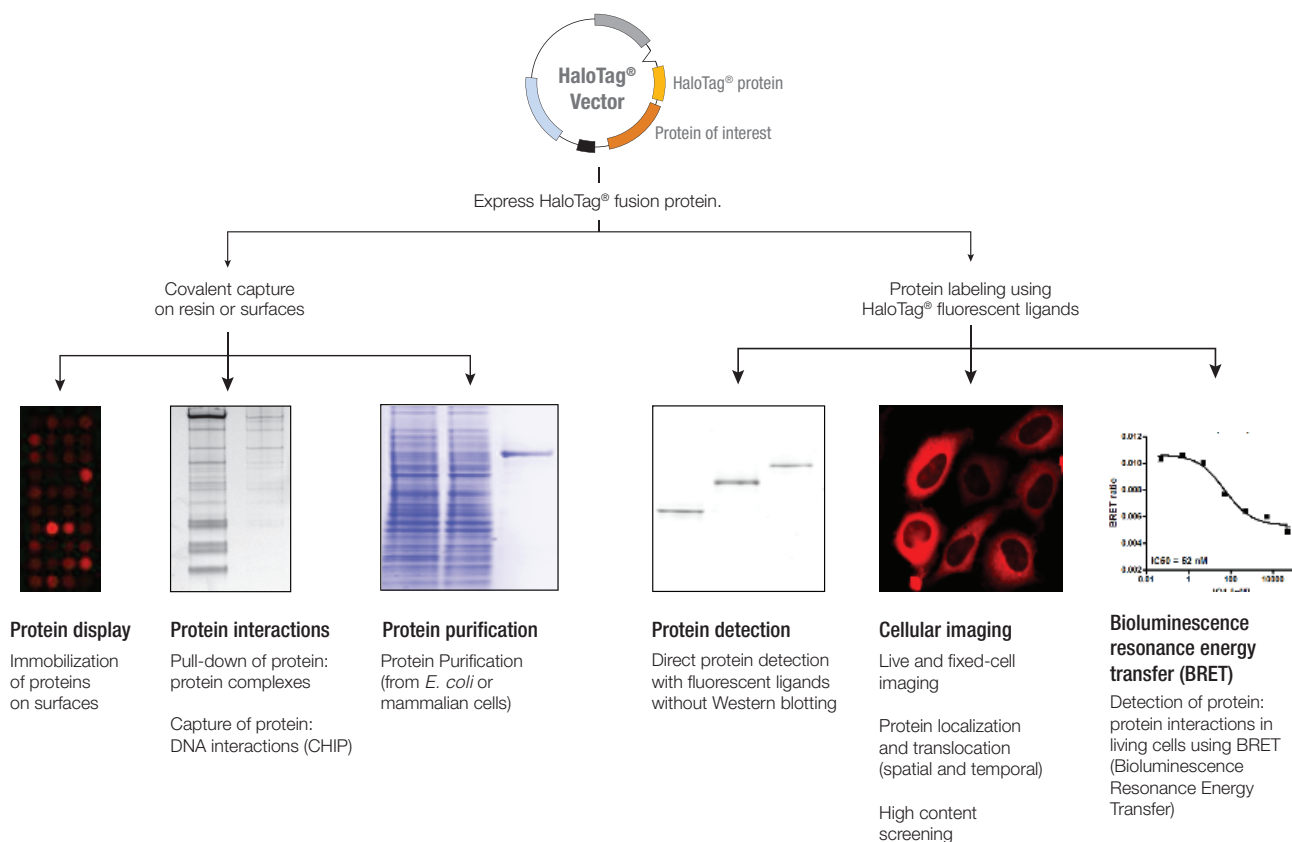 HaloTag®
Vector
HaloTag® protein
Protein of interest
Express HaloTag® fusion protein.
Covalent capture
on resin or surfaces
Protein labeling using
HaloTag® fluorescent ligands
Protein display
Immobilization
of proteins
on surfaces
Protein interactions
Pull-down of protein:
protein complexes
Capture of protein:
DNA interactions (CHIP)
Protein purification
Protein Purification
(from E. coli or
mammalian cells)
Protein detection
Direct protein detection
with fluorescent ligands
without Western blotting
Cellular imaging
Live and fixed-cell
imaging
Protein localization
and translocation
(spatial and temporal)
High content
screening
0.012
0.010
0.008
0.006
0.004
0.002
BRET ratio
IC50 = 52 nM
0.01
1
100
10000
Bioluminescence
resonance energy
transfer (BRET)
Detection of protein:
protein interactions in
living cells using BRET
(Bioluminescence
Resonance Energy
Transfer)